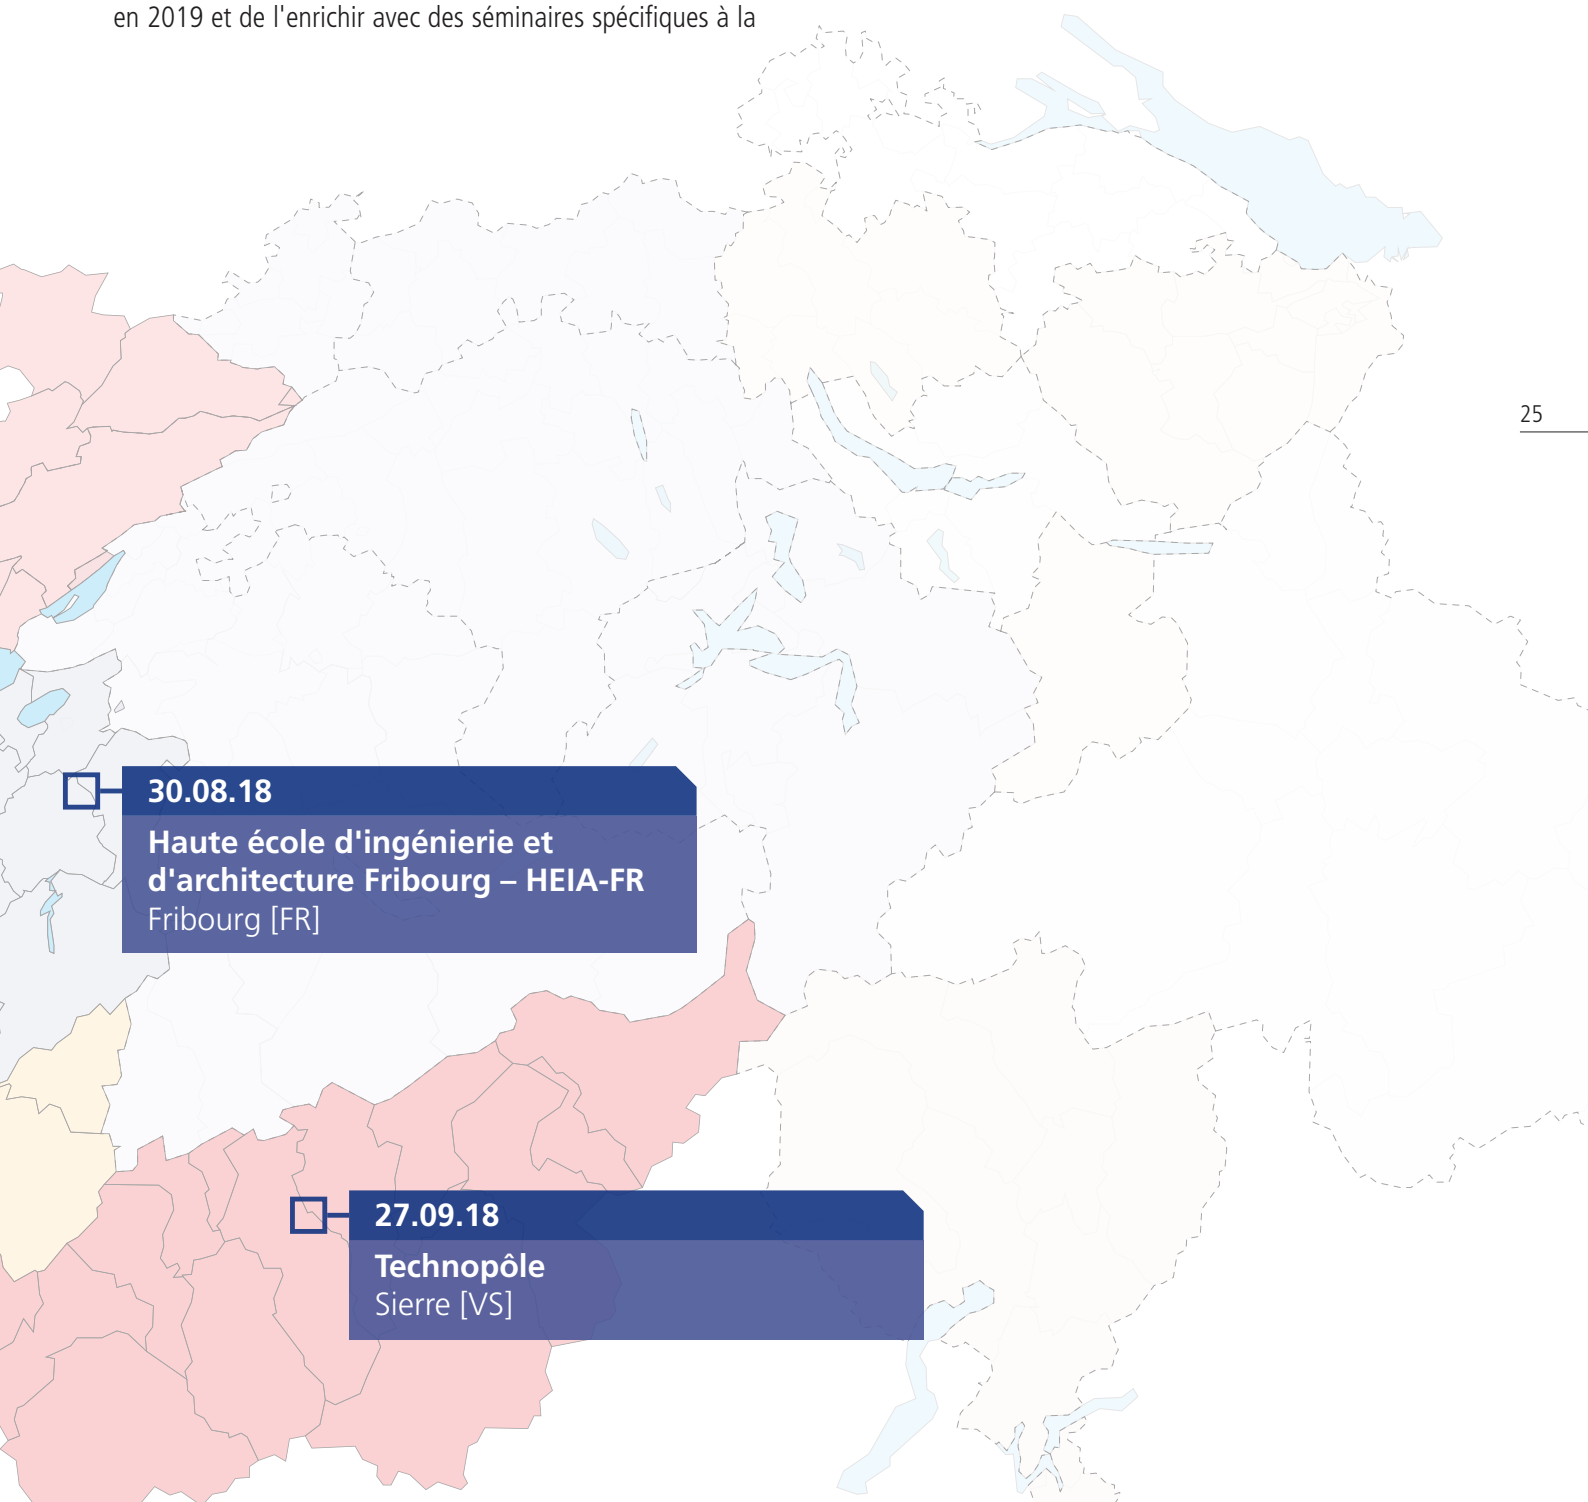 en 2019 et de l'enrichir avec des séminaires spécifiques à la
25
30.08.18
Haute école d'ingénierie et
d'architecture Fribourg – HEIA-FR
Fribourg [FR]
27.09.18
Technopôle
Sierre [VS]